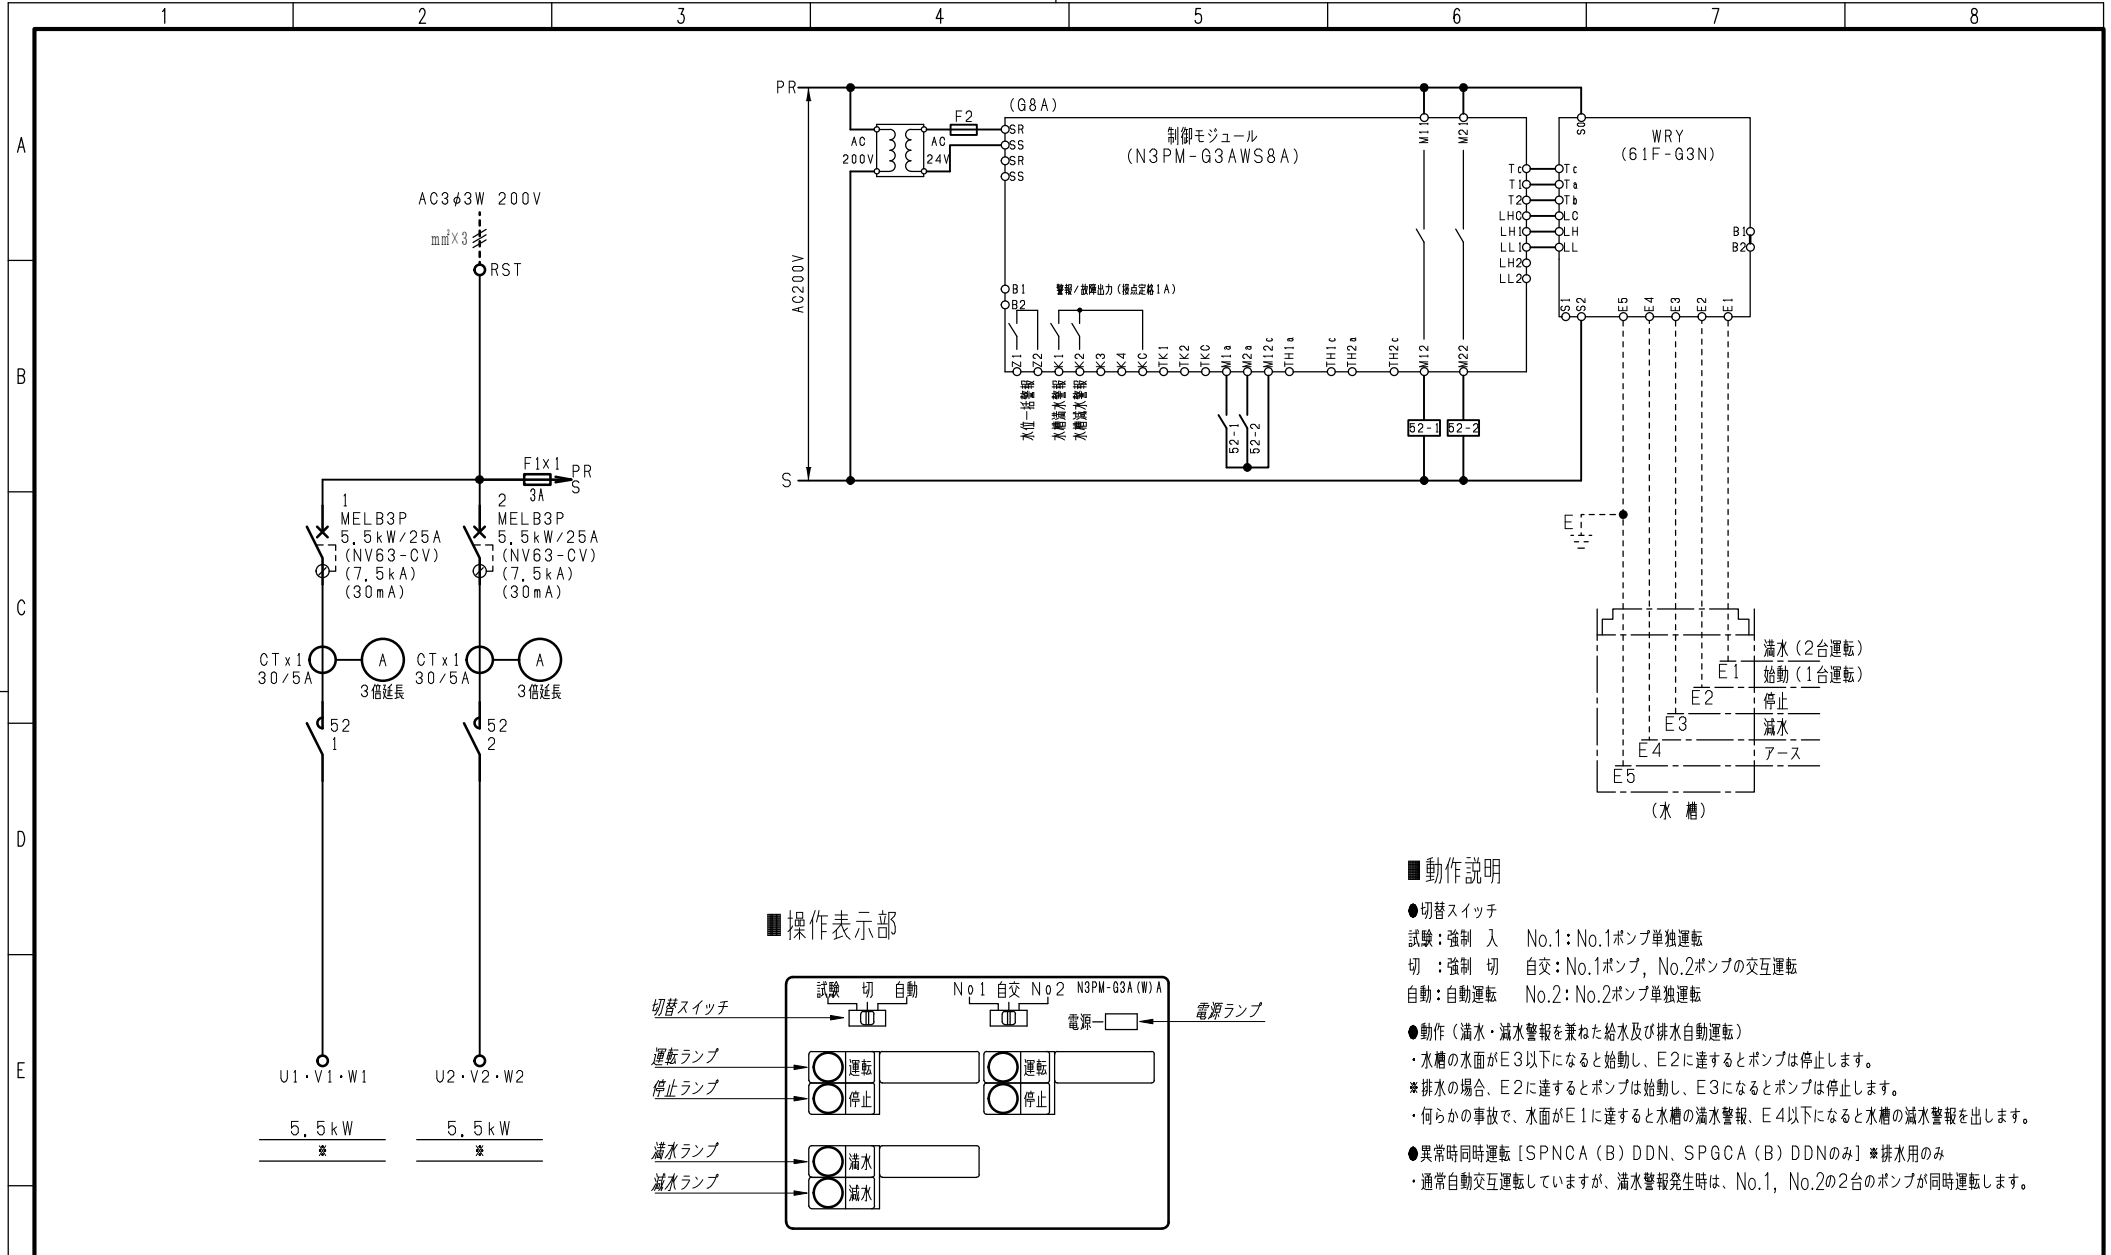 1 2 3 4 5 6 7 8
A
B
C
D
E
AC3φ3W 200V
mm²×3
RST
F1x1
3A
PR
S
1
MELB3P
5.5kW/25A
(NV63-CV)
(7.5kA)
(30mA)
2
MELB3P
5.5kW/25A
(NV63-CV)
(7.5kA)
(30mA)
CTx1
30/5A
A
3倍延長
CTx1
30/5A
A
3倍延長
52
1
52
2
U1・V1・W1
U2・V2・W2
5.5kW
※
5.5kW
※
PR
AC200V
S
AC
200V
AC
24V
F2
(G8A)
SR
SS
SR
SS
制御モジュール
(N3PM-G3AWS8A)
M11
M21
Tc
T1
T2
LHC
LH1
LL1
LH2
LL2
B1
B2
警報/故障出力(接点定格1A)
Z1
Z2
K1
K2
K3
K4
KC
TK1
TK2
TKC
M1a
M2a
M12c
TH1a
TH1c
TH2a
TH2c
M12
M22
水位一括警報
水槽満水警報
水槽減水警報
52-1
52-2
52-1
52-2
S0
WRY
(61F-G3N)
Tc
Ta
Tb
LC
LH
LL
B1
B2
S1
S2
E5
E4
E3
E2
E1
E
満水(2台運転)
E1
始動(1台運転)
E2
停止
E3
減水
E4
アース
E5
(水 槽)
■操作表示部
試験 切 自動
No1 自交 No2
N3PM-G3A(W)A
電源
切替スイッチ
電源ランプ
運転ランプ
停止ランプ
運転
停止
運転
停止
満水ランプ
減水ランプ
満水
減水
■動作説明
●切替スイッチ
試験:強制 入 No.1:No.1ポンプ単独運転
切 :強制 切 自交:No.1ポンプ, No.2ポンプの交互運転
自動:自動運転 No.2:No.2ポンプ単独運転
●動作(満水・減水警報を兼ねた給水及び排水自動運転)
・水槽の水面がE3以下になると始動し、E2に達するとポンプは停止します。
※排水の場合、E2に達するとポンプは始動し、E3になるとポンプは停止します。
・何らかの事故で、水面がE1に達すると水槽の満水警報、E4以下になると水槽の減水警報を出します。
●異常時同時運転[SPNCA(B)DDN、SPGCA(B)DDNのみ]※排水用のみ
・通常自動交互運転していますが、満水警報発生時は、No.1, No.2の2台のポンプが同時運転します。